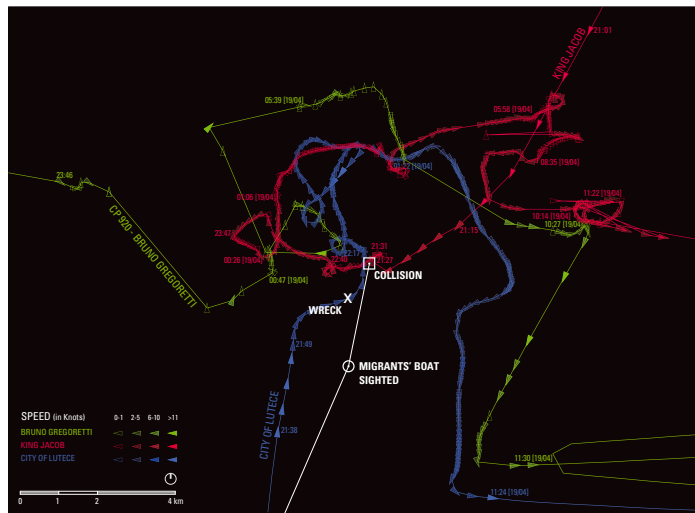 21:01
KING JACOB
05:39 [19/04]
05:53 [19/04]
01:22 [19/04]
08:35 [19/04]
23:46
CP 920 - BRUNO GREGORETTI
01:06 [19/04]
11:22 [19/04]
10:14 [19/04]
10:27 [19/04]
23:47
21:15
22:17
21:31
21:27
22:40
00:26 [19/04]
00:47 [19/04]
COLLISION
WRECK
21:49
MIGRANTS' BOAT
SIGHTED
CITY OF LUTECE
21:38
SPEED (in Knots) 0-1 2-5 6-10 >11
BRUNO GREGORETTI
KING JACOB
CITY OF LUTECE
11:30 [19/04]
11:24 [19/04]
0 1 2 4 km